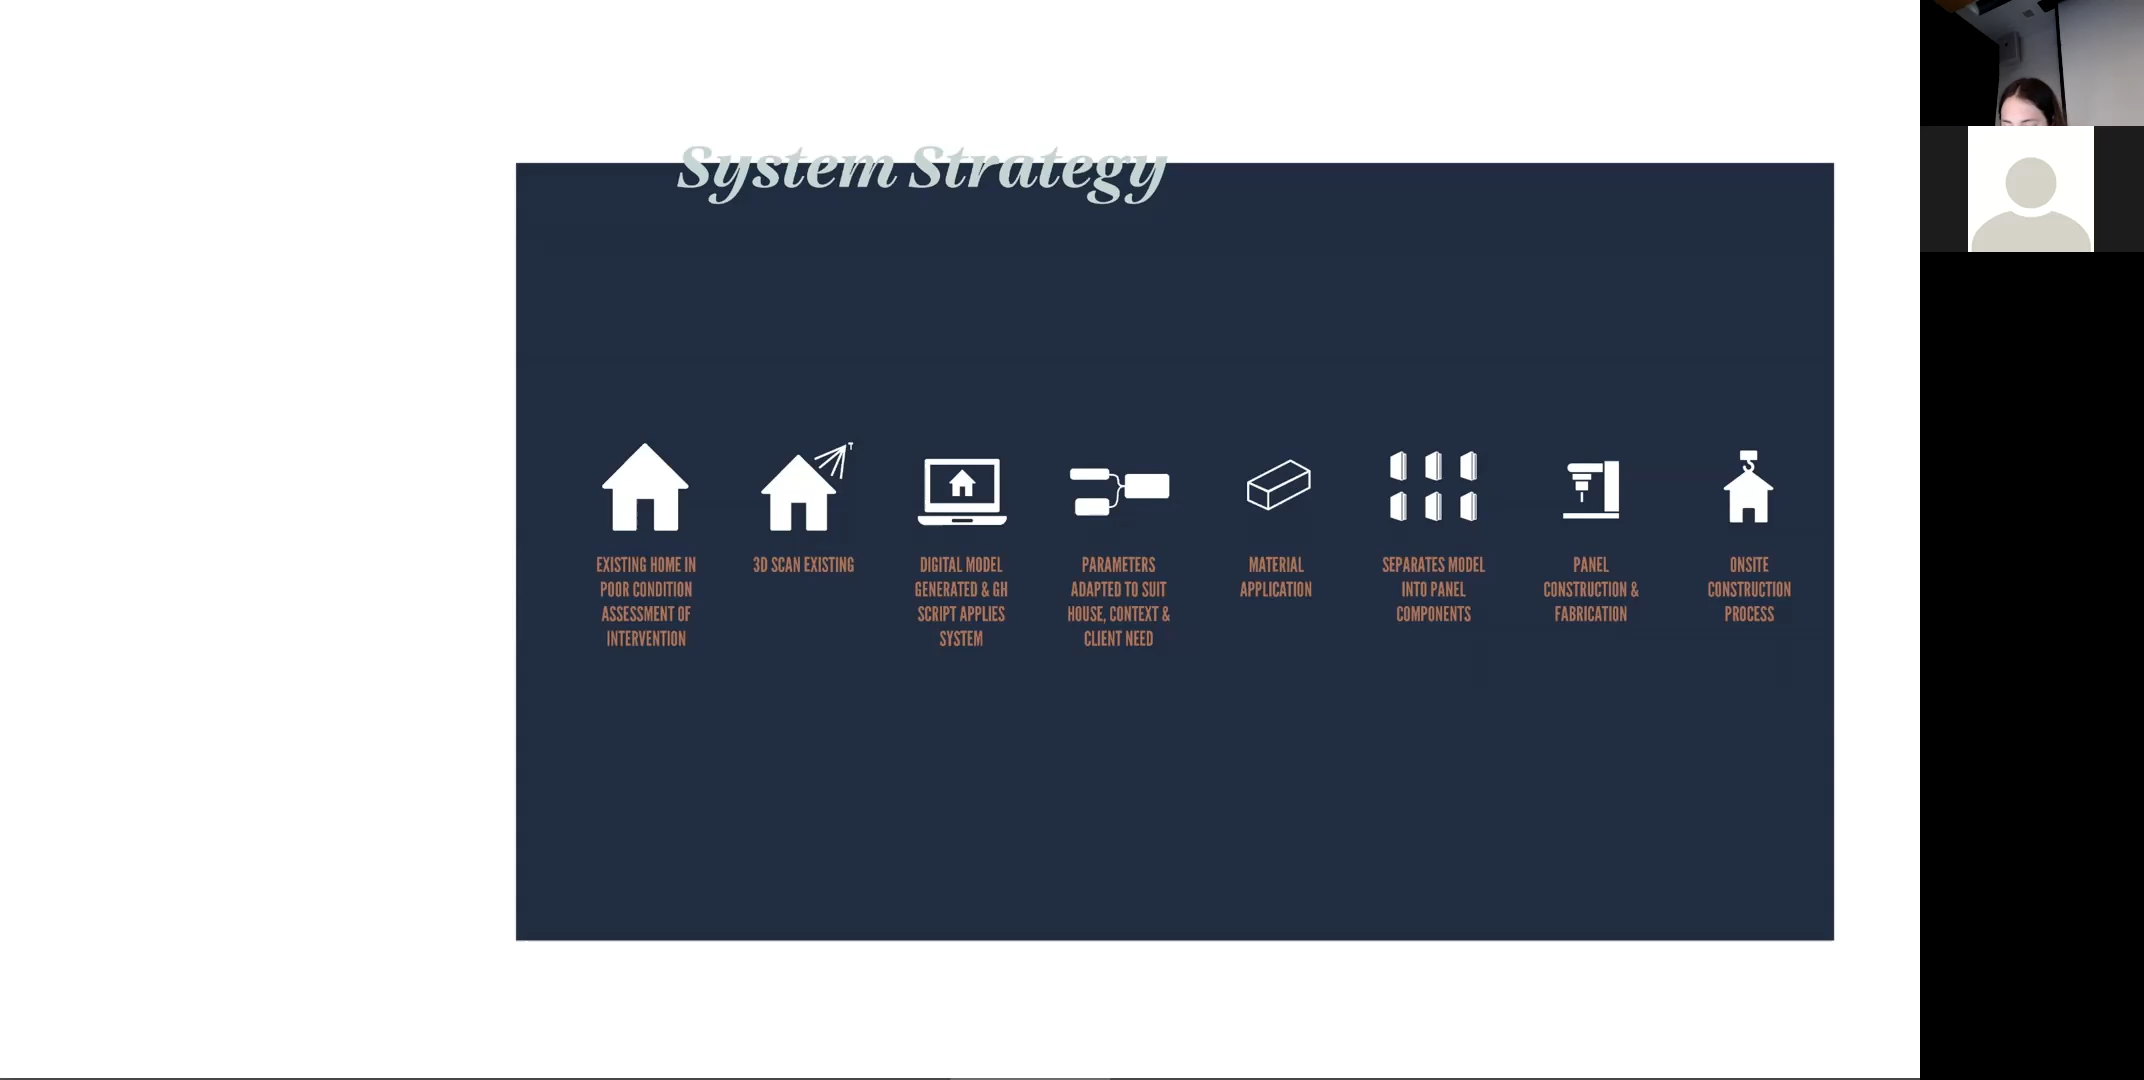 System Strategy
EXISTING HOME IN
POOR CONDITION
ASSESSMENT OF
INTERVENTION
3D SCAN EXISTING
DIGITAL MODEL
GENERATED & GH
SCRIPT APPLIES
SYSTEM
PARAMETERS
ADAPTED TO SUIT
HOUSE, CONTEXT &
CLIENT NEED
MATERIAL
APPLICATION
SEPARATES MODEL
INTO PANEL
COMPONENTS
PANEL
CONSTRUCTION &
FABRICATION
ONSITE
CONSTRUCTION
PROCESS